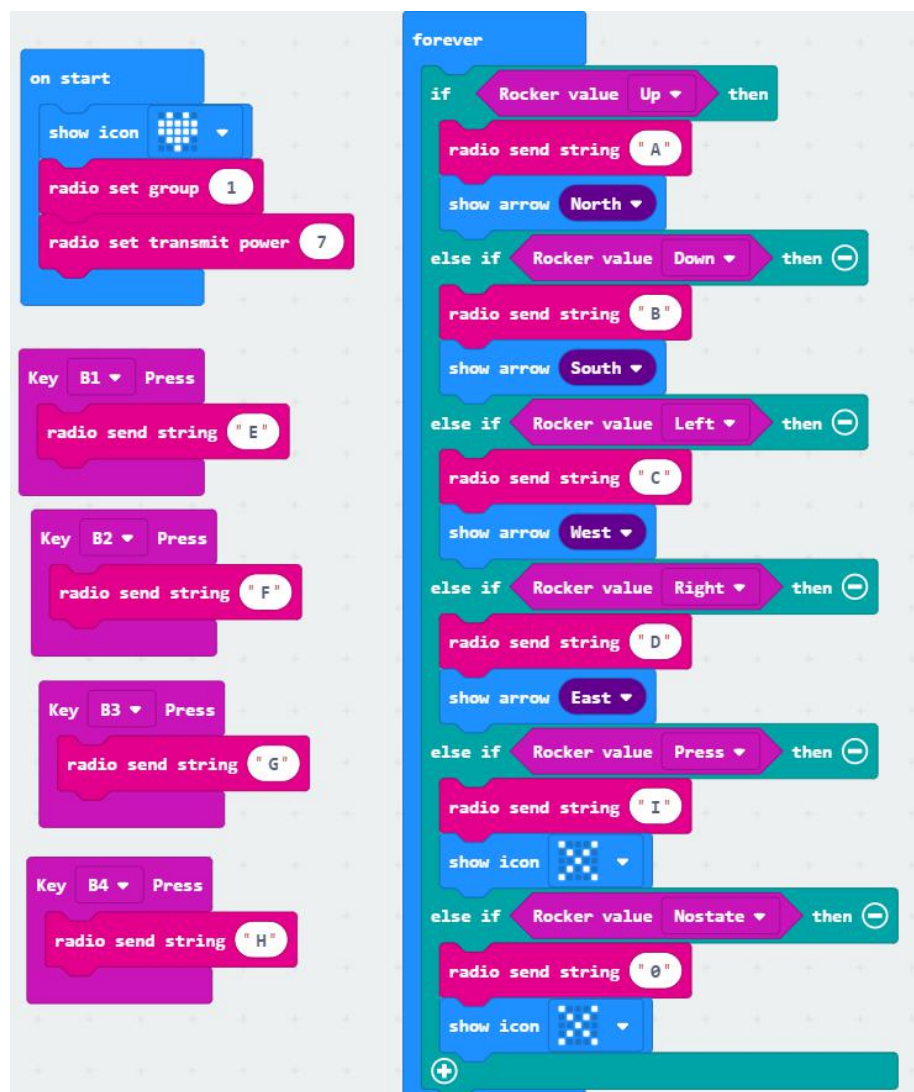 on start
show icon
radio set group 1
radio set transmit power 7
Key B1 Press
radio send string "E"
Key B2 Press
radio send string "F"
Key B3 Press
radio send string "G"
Key B4 Press
radio send string "H"
forever
if Rocker value Up then
radio send string "A"
show arrow North
else if Rocker value Down then
radio send string "B"
show arrow South
else if Rocker value Left then
radio send string "C"
show arrow West
else if Rocker value Right then
radio send string "D"
show arrow East
else if Rocker value Press then
radio send string "I"
show icon
else if Rocker value Nostate then
radio send string "0"
show icon